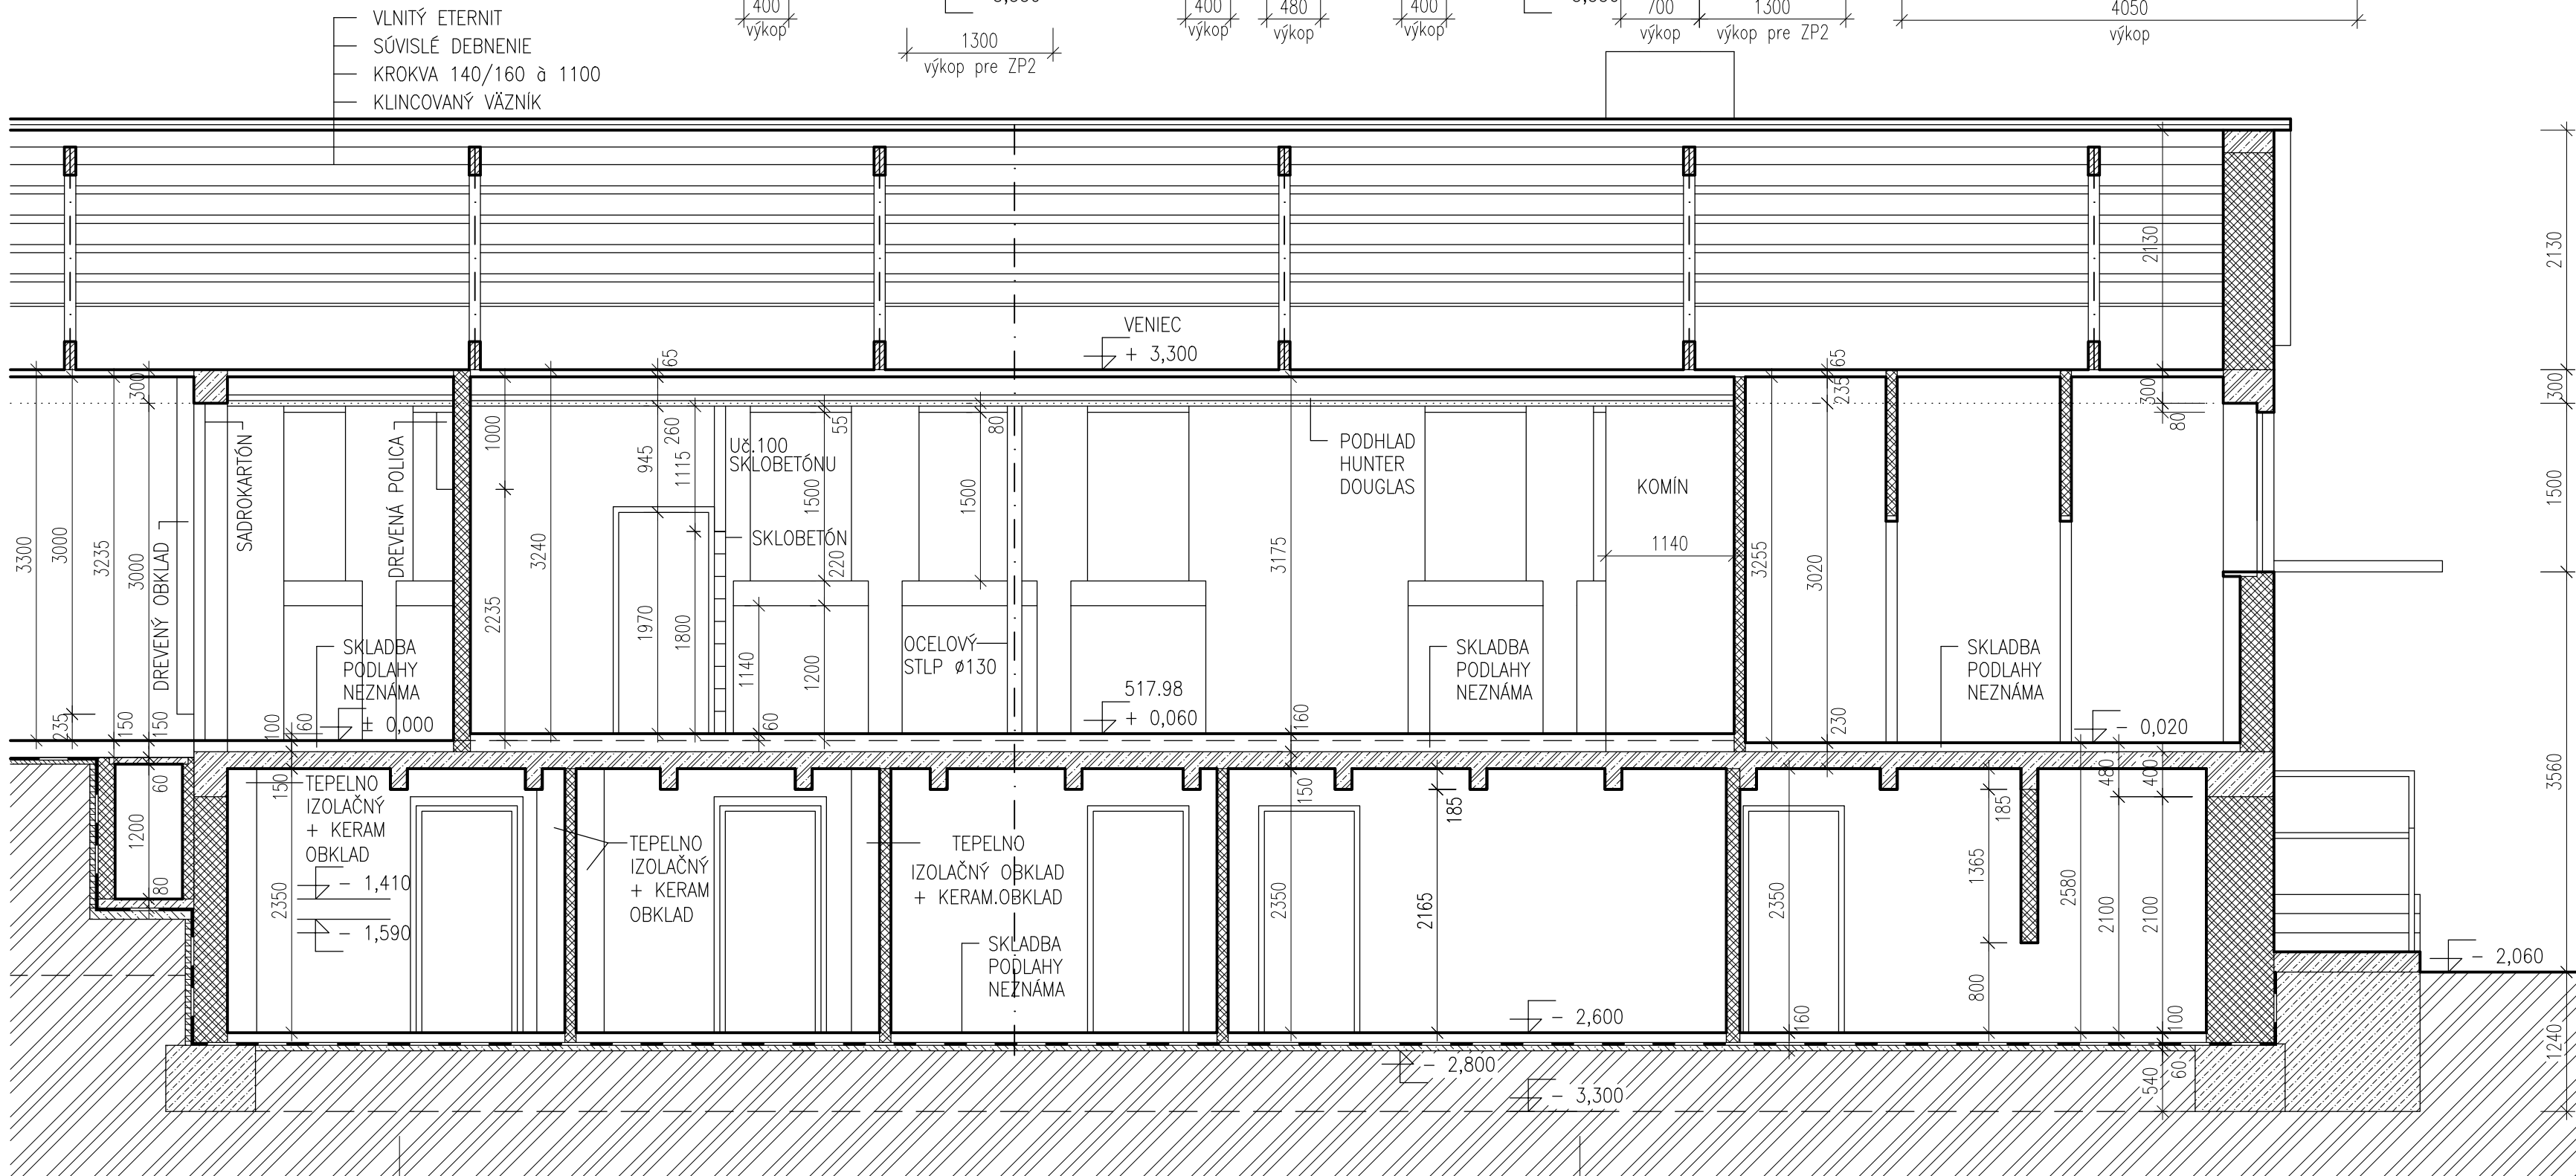 VLNITÝ ETERNIT
SÚVISLÉ DEBNENIE
KROKVA 140/160 à 1100
KLINCOVANÝ VÄZNÍK
400
výkop
1300
výkop pre ZP2
400
výkop
480
výkop
400
výkop
700
výkop
1300
výkop pre ZP2
4050
výkop
VENIEC
+ 3,300
65
65
2130
2130
300
300
300
235
80
1500
3560
1240
3300
3000
3235
3000
235
150
150
DREVENÝ OBKLAD
SADROKARTÓN
DREVENÁ POLICA
SKLADBA
PODLAHY
NEZNÁMA
± 0,000
100
60
1000
2235
3240
945
1970
260
1115
1800
Uč.100
SKLOBETÓNU
SKLOBETÓN
55
1500
220
1200
1140
60
80
1500
OCELOVÝ
STLP ø130
517.98
+ 0,060
3175
160
PODHLAD
HUNTER
DOUGLAS
KOMÍN
1140
SKLADBA
PODLAHY
NEZNÁMA
3255
3020
230
SKLADBA
PODLAHY
NEZNÁMA
- 0,020
60
1200
80
150
2350
TEPELNO
IZOLAČNÝ
+ KERAM
OBKLAD
- 1,410
- 1,590
TEPELNO
IZOLAČNÝ
+ KERAM
OBKLAD
TEPELNO
IZOLAČNÝ OBKLAD
+ KERAM.OBKLAD
SKLADBA
PODLAHY
NEZNÁMA
150
2350
185
2165
- 2,600
2350
160
185
1365
800
480
400
2580
2100
2100
100
- 2,060
- 2,800
- 3,300
540
60